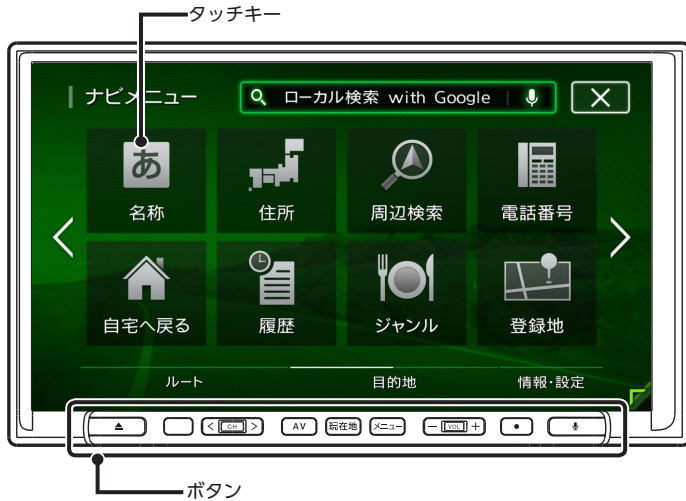 タッチキー
ナビメニュー
ローカル検索 with Google
あ
名称
住所
周辺検索
電話番号
自宅へ戻る
履歴
ジャンル
登録地
ルート
目的地
情報・設定
< CH >
AV
現在地
メニュー
− VOL +
ボタン